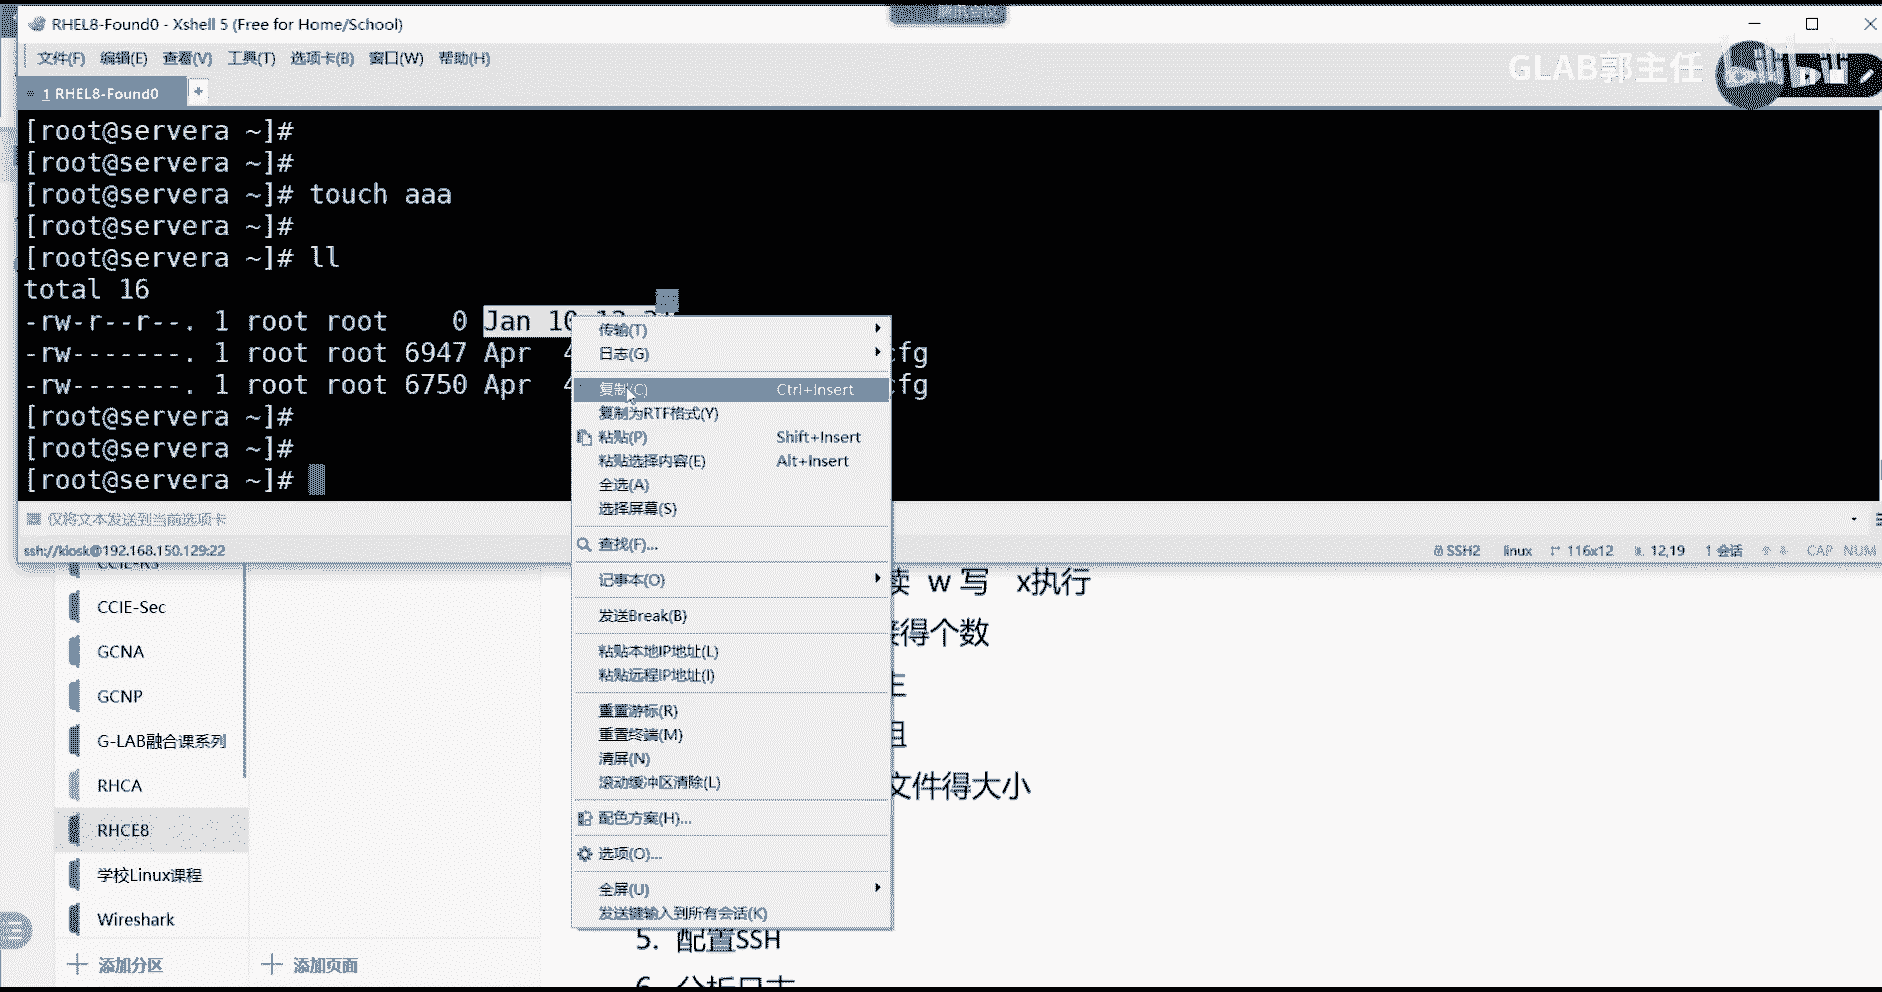 RHEL8-Found0 - Xshell 5 (Free for Home/School)
文件(F) 编辑(E) 查看(V) 工具(T) 选项卡(B) 窗口(W) 帮助(H)
GLAB郭主任
1 RHEL8-Found0 +
[root@servera ~]#
[root@servera ~]#
[root@servera ~]# touch aaa
[root@servera ~]#
[root@servera ~]# ll
total 16
-rw-r--r--. 1 root root 0 Jan 10
-rw-------. 1 root root 6947 Apr cfg
-rw-------. 1 root root 6750 Apr cfg
[root@servera ~]#
[root@servera ~]#
[root@servera ~]#
传输(T)
日志(G)
复制(C) Ctrl+Insert
复制为RTF格式(Y)
粘贴(P) Shift+Insert
粘贴选择内容(E) Alt+Insert
全选(A)
选择屏幕(S)
查找(F)...
记事本(O)
发送Break(B)
粘贴本地IP地址(L)
粘贴远程IP地址(I)
重置游标(R)
重置终端(M)
清屏(N)
滚动缓冲区清除(L)
配色方案(H)...
选项(O)...
全屏(U)
发送键输入到所有会话(K)
仅将文本发送到当前选项卡
ssh://kiosk@192.168.150.129:22
SSH2 linux 116x12 12,19 1 会话 CAP NUM
CCIE-RS
CCIE-Sec
GCNA
GCNP
G-LAB融合课系列
RHCA
RHCE8
学校Linux课程
Wireshark
添加分区
添加页面
读 w 写 x执行
接得个数
主
组
文件得大小
5. 配置SSH
6. 分析日志